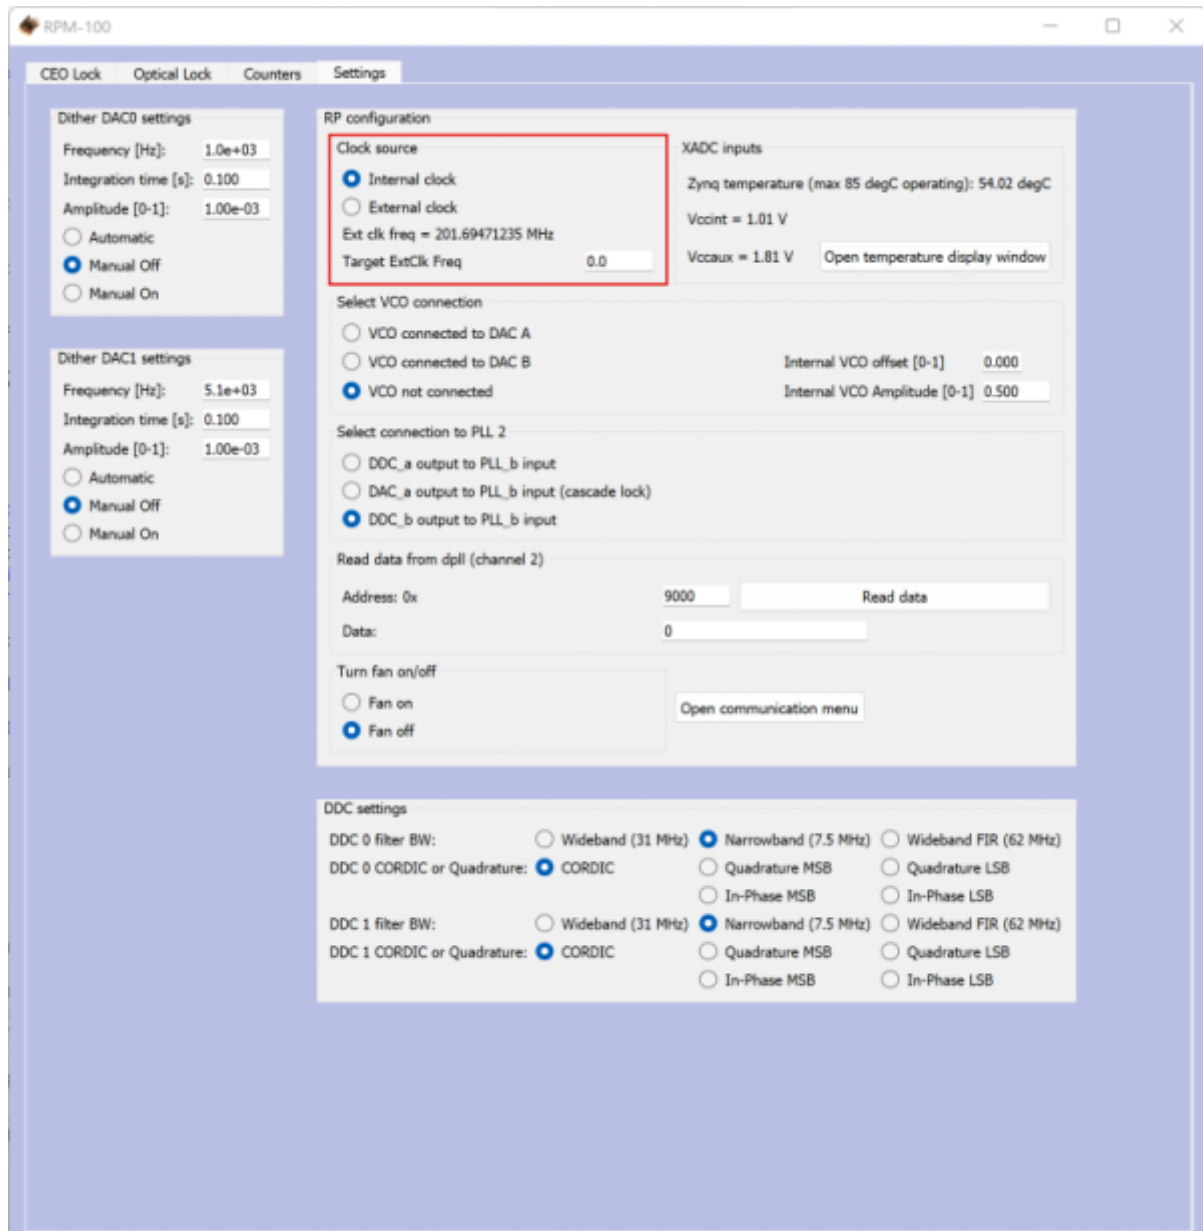 RPM-100
CEO Lock Optical Lock Counters Settings
Dither DAC0 settings
Frequency [Hz]: 1.0e+03
Integration time [s]: 0.100
Amplitude [0-1]: 1.00e-03
Automatic
Manual Off
Manual On
Dither DAC1 settings
Frequency [Hz]: 5.1e+03
Integration time [s]: 0.100
Amplitude [0-1]: 1.00e-03
Automatic
Manual Off
Manual On
RP configuration
Clock source
Internal clock
External clock
Ext clk freq = 201.69471235 MHz
Target ExtClk Freq 0.0
XADC inputs
Zynq temperature (max 85 degC operating): 54.02 degC
Vccint = 1.01 V
Vccaux = 1.81 V Open temperature display window
Select VCO connection
VCO connected to DAC A
VCO connected to DAC B Internal VCO offset [0-1] 0.000
VCO not connected Internal VCO Amplitude [0-1] 0.500
Select connection to PLL 2
DDC_a output to PLL_b input
DAC_a output to PLL_b input (cascade lock)
DDC_b output to PLL_b input
Read data from dpll (channel 2)
Address: 0x 9000 Read data
Data: 0
Turn fan on/off
Fan on
Fan off
Open communication menu
DDC settings
DDC 0 filter BW: Wideband (31 MHz) Narrowband (7.5 MHz) Wideband FIR (62 MHz)
DDC 0 CORDIC or Quadrature: CORDIC Quadrature MSB Quadrature LSB
In-Phase MSB In-Phase LSB
DDC 1 filter BW: Wideband (31 MHz) Narrowband (7.5 MHz) Wideband FIR (62 MHz)
DDC 1 CORDIC or Quadrature: CORDIC Quadrature MSB Quadrature LSB
In-Phase MSB In-Phase LSB